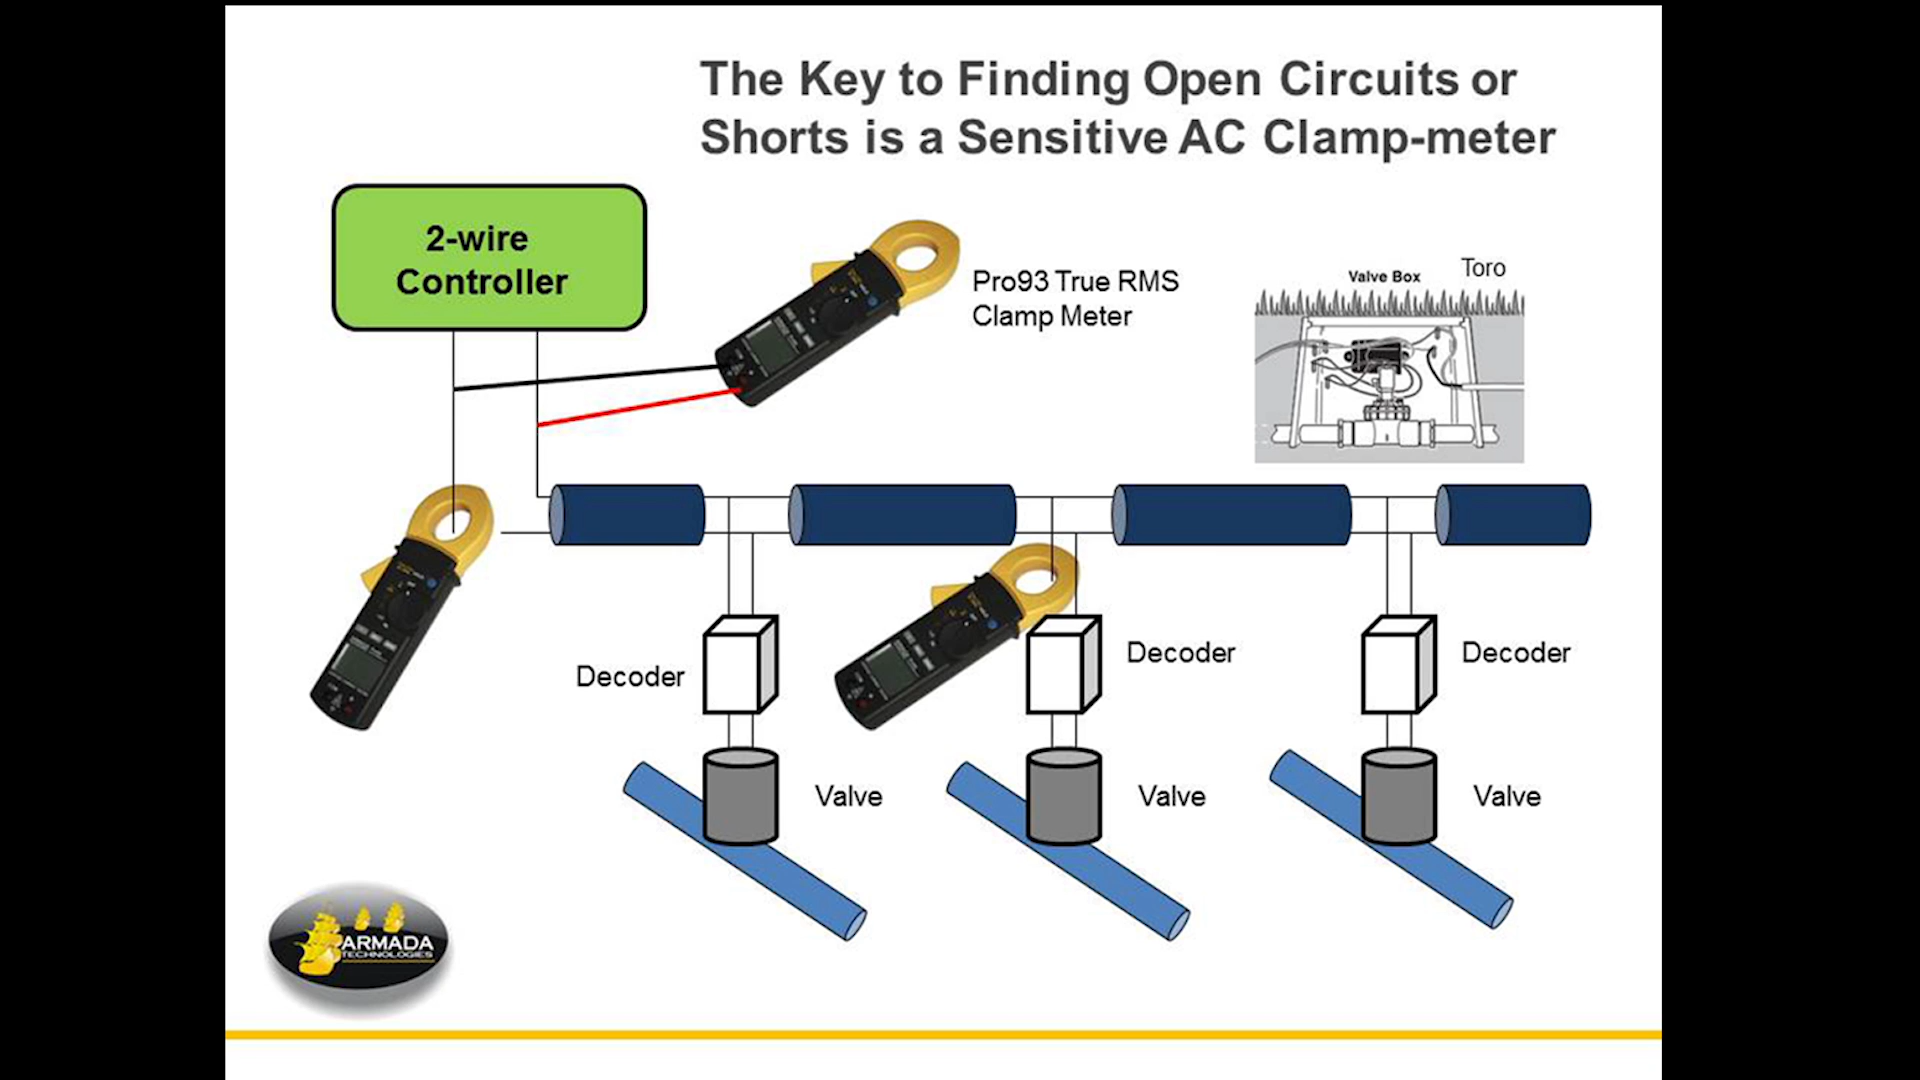 The Key to Finding Open Circuits or
Shorts is a Sensitive AC Clamp-meter
2-wire
Controller
Pro93 True RMS
Clamp Meter
Valve Box
Toro
Decoder
Decoder
Decoder
Valve
Valve
Valve
ARMADA
TECHNOLOGIES